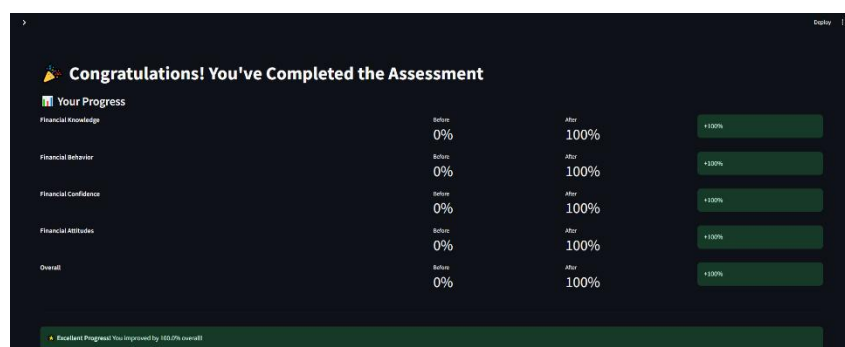 Deploy
🎉 Congratulations! You've Completed the Assessment
📊 Your Progress
Financial Knowledge
Before
0%
After
100%
+100%
Financial Behavior
Before
0%
After
100%
+100%
Financial Confidence
Before
0%
After
100%
+100%
Financial Attitudes
Before
0%
After
100%
+100%
Overall
Before
0%
After
100%
+100%
⭐ Excellent Progress! You improved by 100.0% overall!